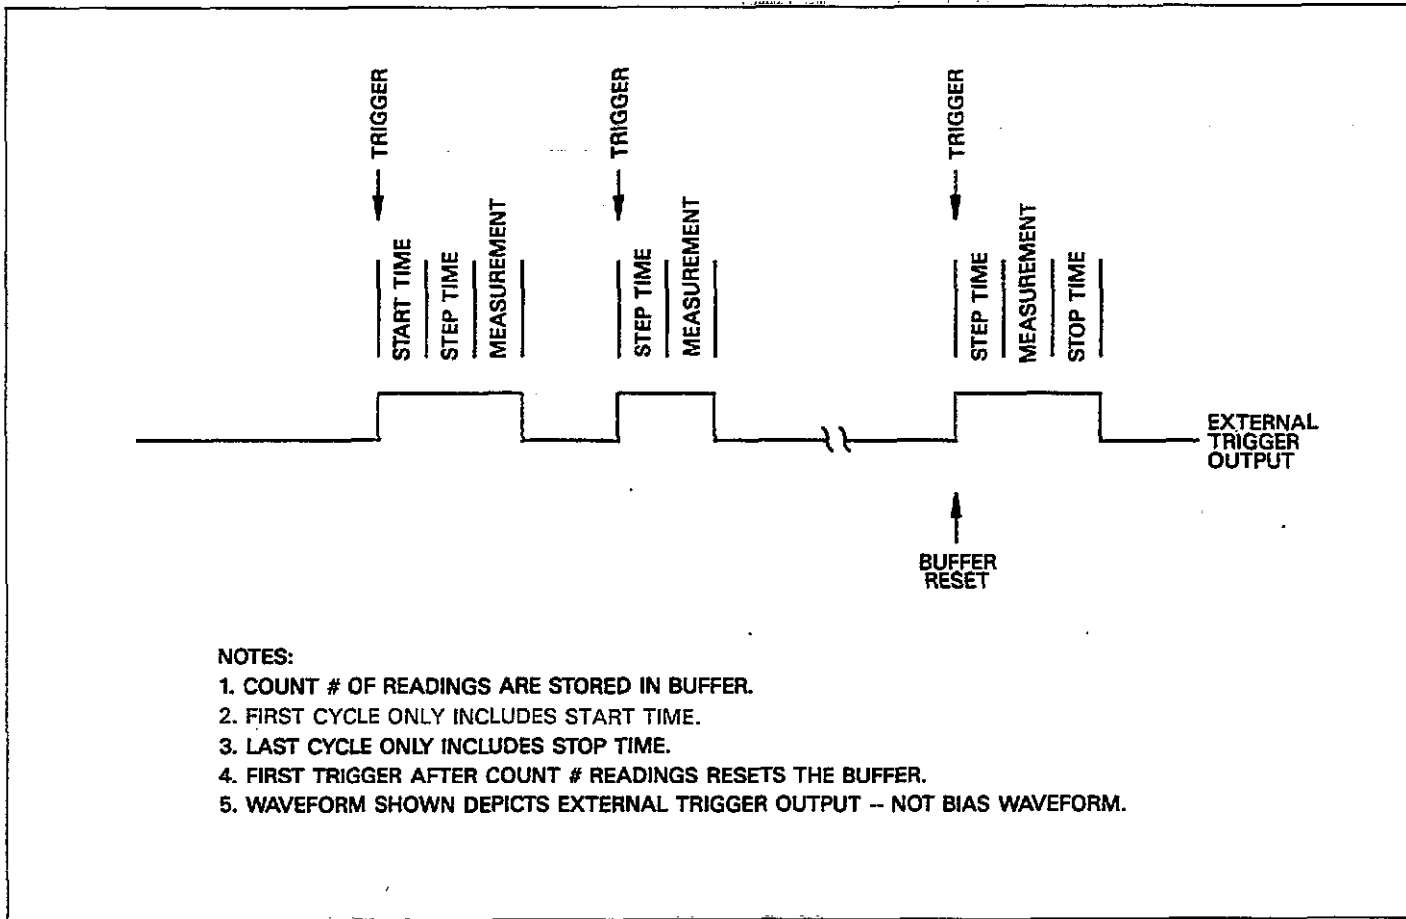 TRIGGER
TRIGGER
TRIGGER
START TIME
STEP TIME
MEASUREMENT
STEP TIME
MEASUREMENT
STEP TIME
MEASUREMENT
STOP TIME
EXTERNAL
TRIGGER
OUTPUT
BUFFER
RESET
NOTES:
1. COUNT # OF READINGS ARE STORED IN BUFFER.
2. FIRST CYCLE ONLY INCLUDES START TIME.
3. LAST CYCLE ONLY INCLUDES STOP TIME.
4. FIRST TRIGGER AFTER COUNT # READINGS RESETS THE BUFFER.
5. WAVEFORM SHOWN DEPICTS EXTERNAL TRIGGER OUTPUT -- NOT BIAS WAVEFORM.